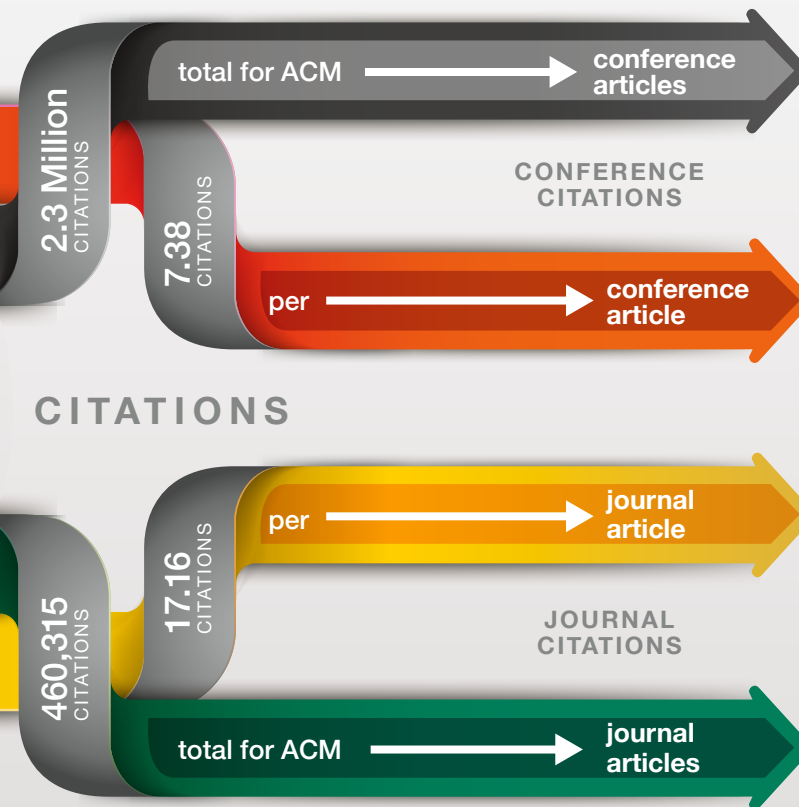 2.3 Million
CITATIONS
total for ACM
conference
articles
CONFERENCE
CITATIONS
7.38
CITATIONS
per
conference
article
CITATIONS
17.16
CITATIONS
per
journal
article
JOURNAL
CITATIONS
460,315
CITATIONS
total for ACM
journal
articles